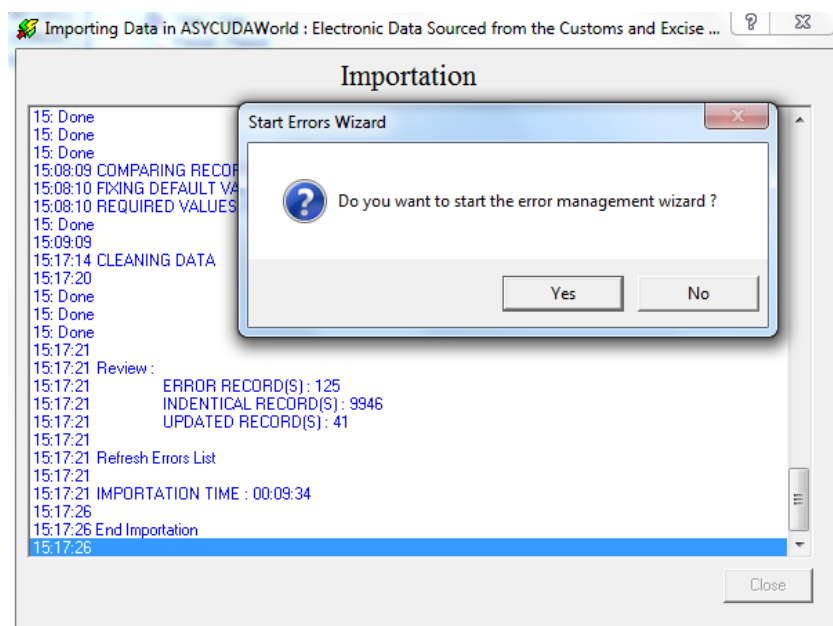 Importing Data in ASYCUDAWorld : Electronic Data Sourced from the Customs and Excise ...
Importation
15: Done
15: Done
15: Done
15:08:09 COMPARING
15:08:10 FIXING DEFAULT
15:08:10 REQUIRED VALUES
15: Done
15:09:09
15:17:14 CLEANING DATA
15:17:20
15: Done
15: Done
15: Done
15:17:21
15:17:21 Review :
15:17:21 ERROR RECORD(S) : 125
15:17:21 INDENTICAL RECORD(S) : 9946
15:17:21 UPDATED RECORD(S) : 41
15:17:21
15:17:21 Refresh Errors List
15:17:21
15:17:21 IMPORTATION TIME : 00:09:34
15:17:26
15:17:26 End Importation
15:17:26
Start Errors Wizard
Do you want to start the error management wizard ?
Yes No
Close